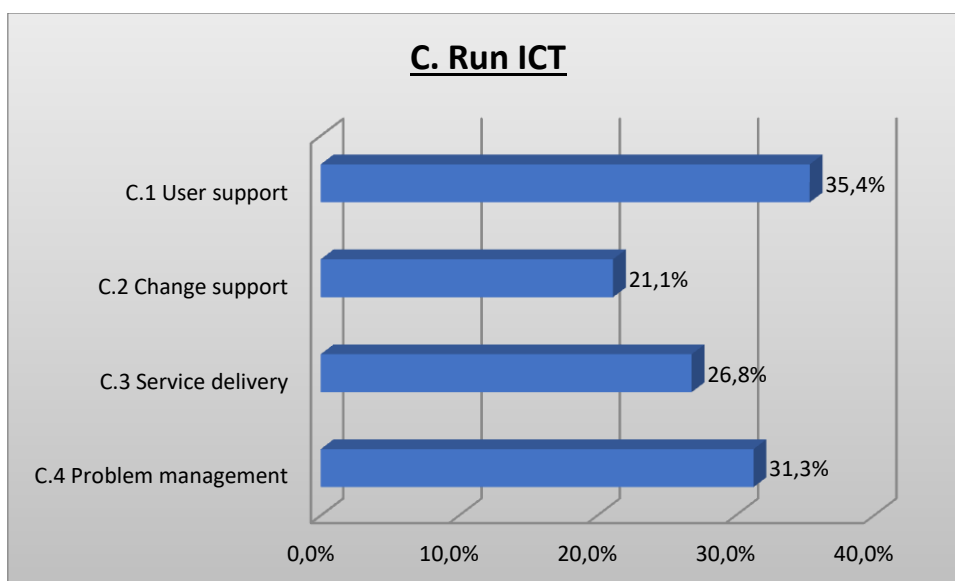 C. Run ICT
C.1 User support
35,4%
C.2 Change support
21,1%
C.3 Service delivery
26,8%
C.4 Problem management
31,3%
0,0%
10,0%
20,0%
30,0%
40,0%